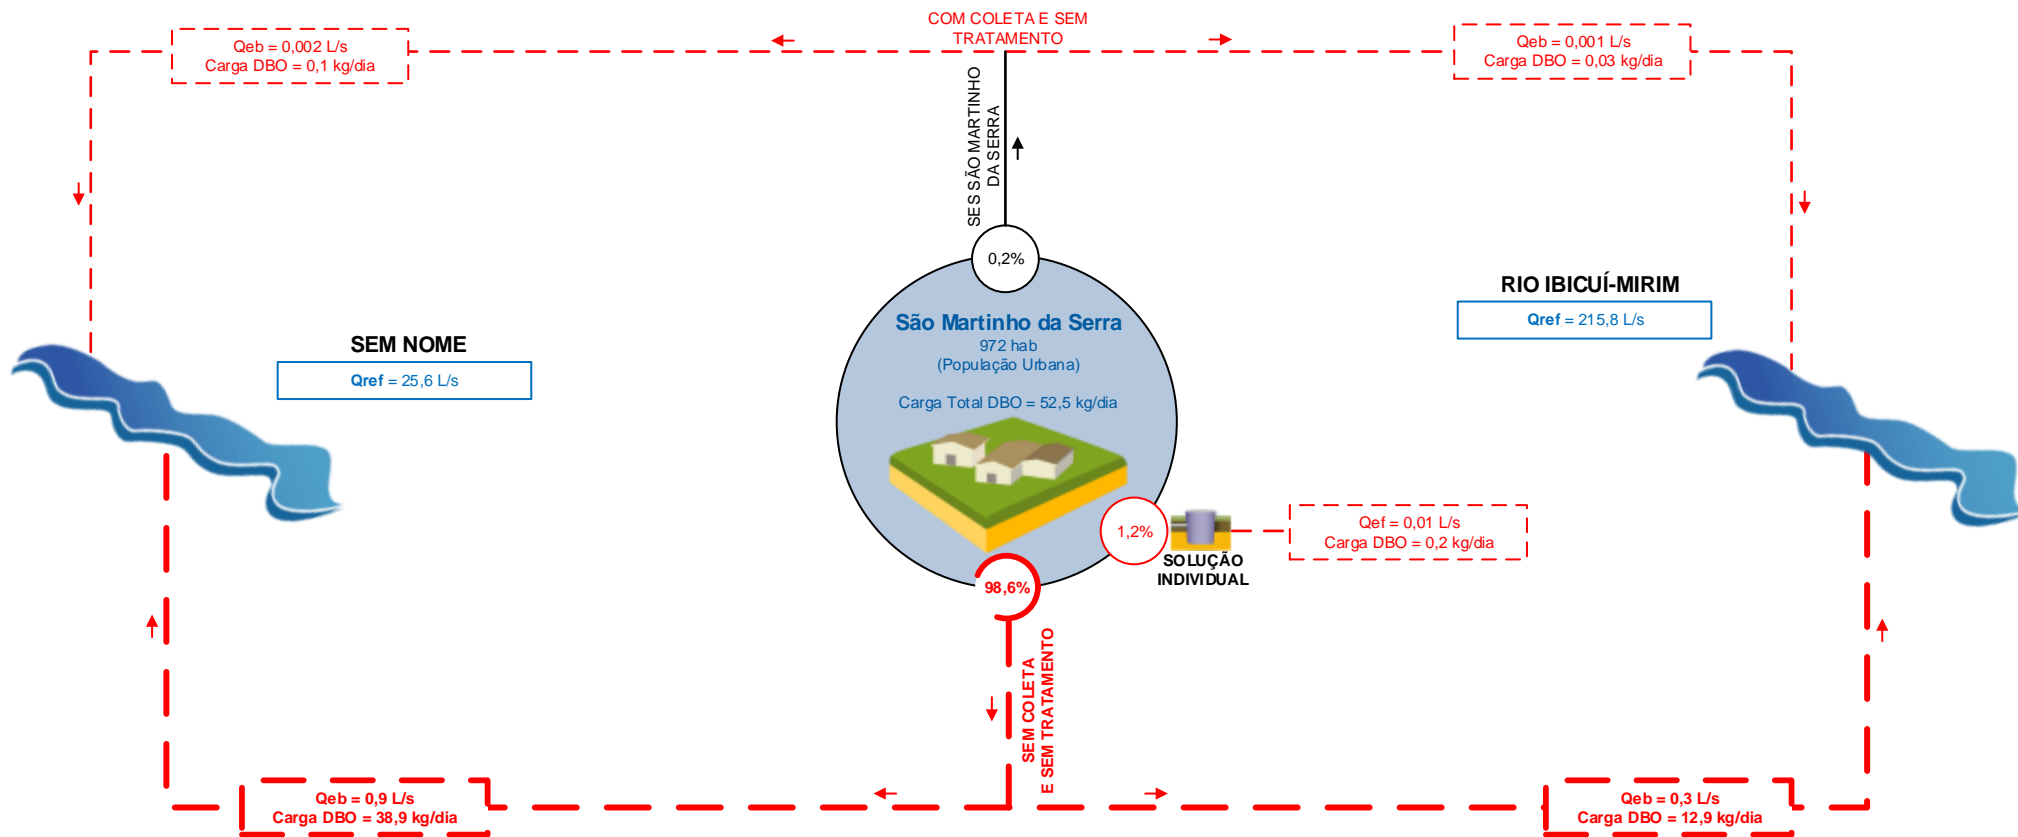 COM COLETA E SEM
TRATAMENTO
Qeb = 0,002 L/s
Carga DBO = 0,1 kg/dia
Qeb = 0,001 L/s
Carga DBO = 0,03 kg/dia
SES SÃO MARTINHO
DA SERRA
0,2%
SEM NOME
Qref = 25,6 L/s
São Martinho da Serra
972 hab
(População Urbana)
Carga Total DBO = 52,5 kg/dia
RIO IBICUÍ-MIRIM
Qref = 215,8 L/s
1,2%
SOLUÇÃO
INDIVIDUAL
Qef = 0,01 L/s
Carga DBO = 0,2 kg/dia
98,6%
SEM COLETA
E SEM TRATAMENTO
Qeb = 0,9 L/s
Carga DBO = 38,9 kg/dia
Qeb = 0,3 L/s
Carga DBO = 12,9 kg/dia